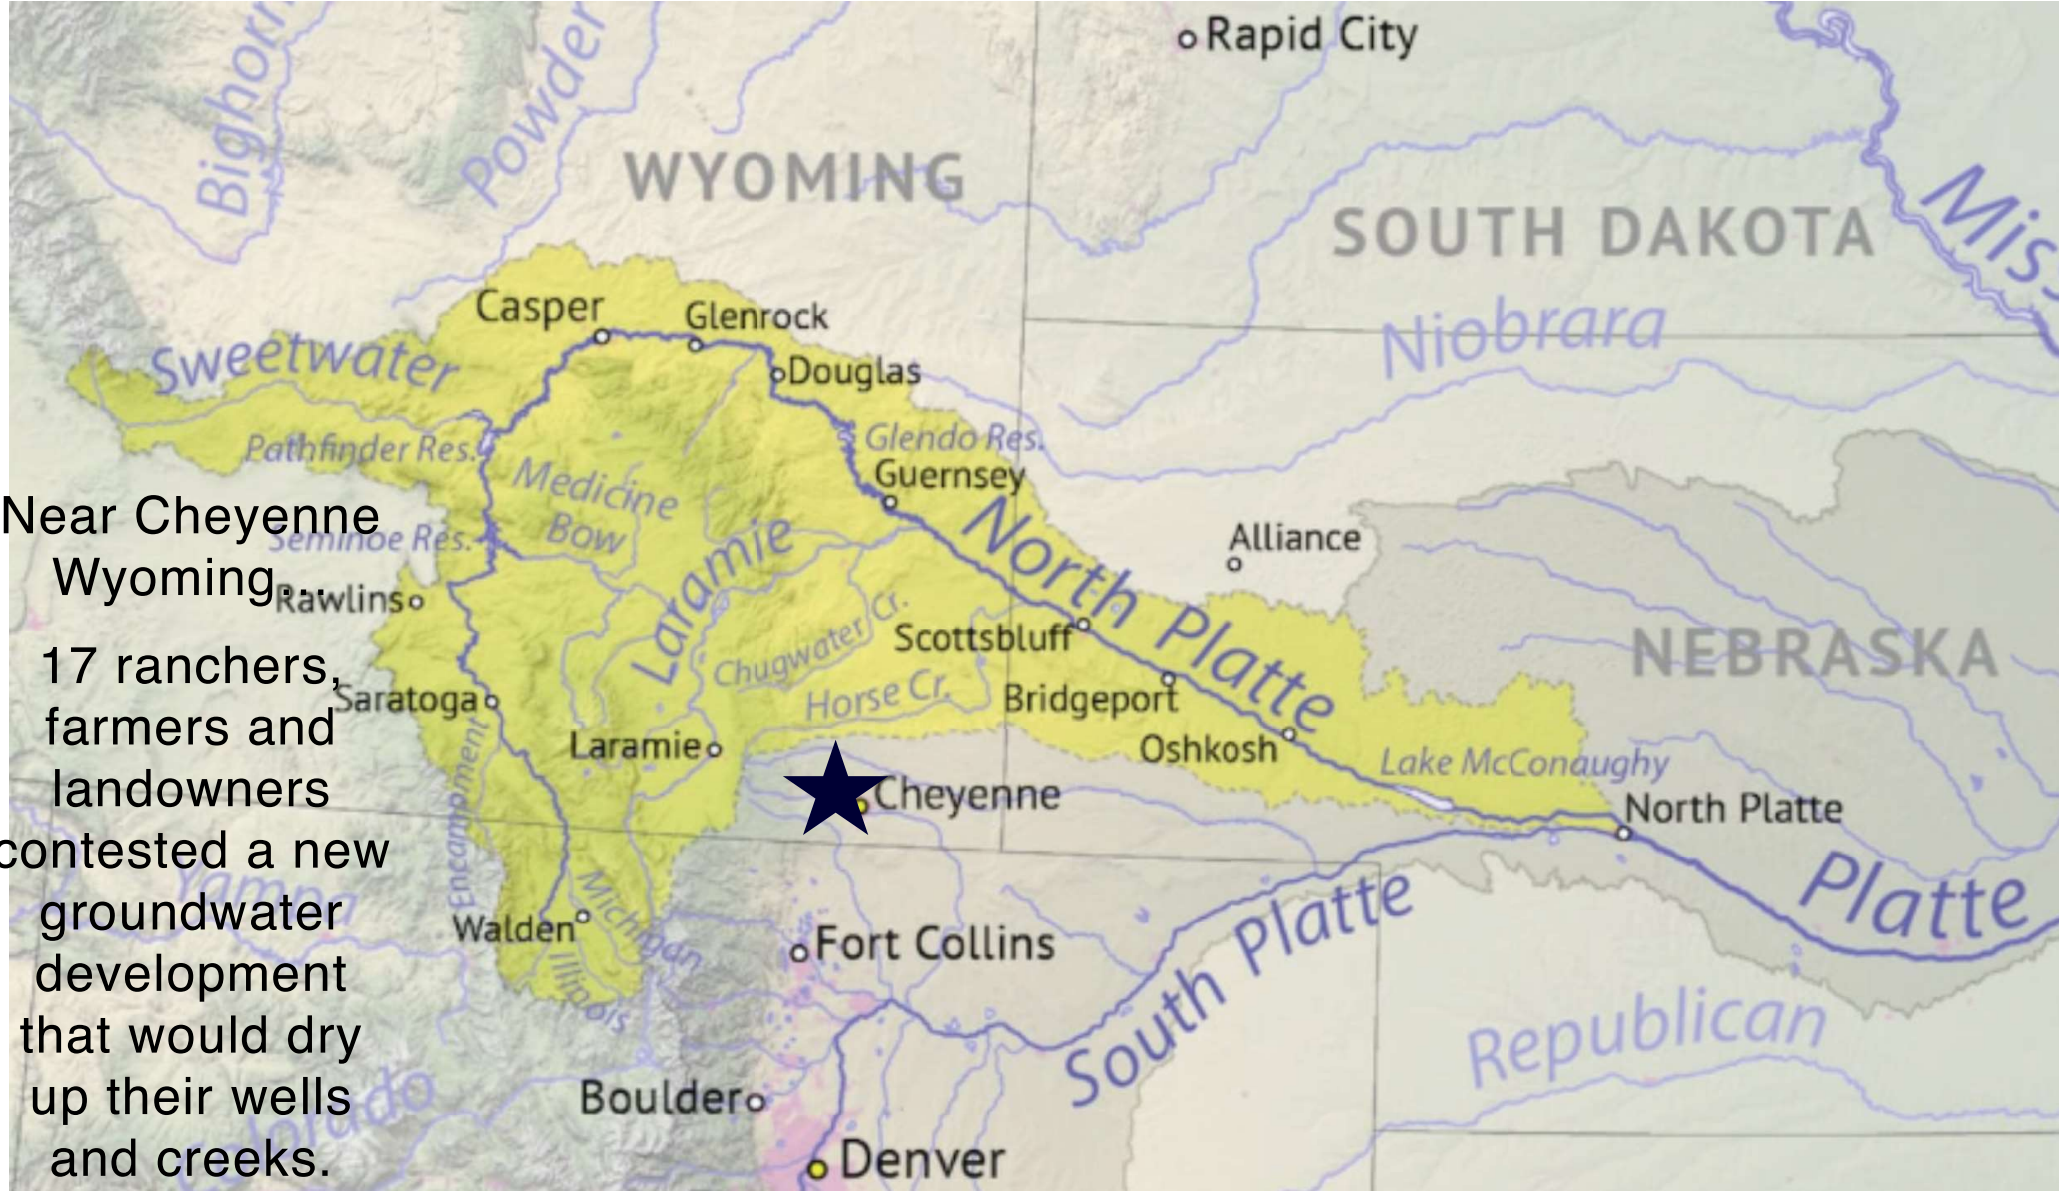 Near Cheyenne
Wyoming...
17 ranchers,
farmers and
landowners
contested a new
groundwater
development
that would dry
up their wells
and creeks.
Rapid City
Bighorn
Powder
WYOMING
SOUTH DAKOTA
Niobrara
Casper
Glenrock
Douglas
Sweetwater
Pathfinder Res.
Glendo Res.
Guernsey
Medicine
Bow
Seminoe Res.
Laramie
North Platte
Alliance
Rawlins
Chugwater Cr.
Scottsbluff
NEBRASKA
Saratoga
Horse Cr.
Bridgeport
Laramie
Oshkosh
Lake McConaughy
Encampment
Cheyenne
North Platte
Yampa
Walden
Michigan
Illinois
Fort Collins
South Platte
Platte
Republican
Colorado
Boulder
Denver